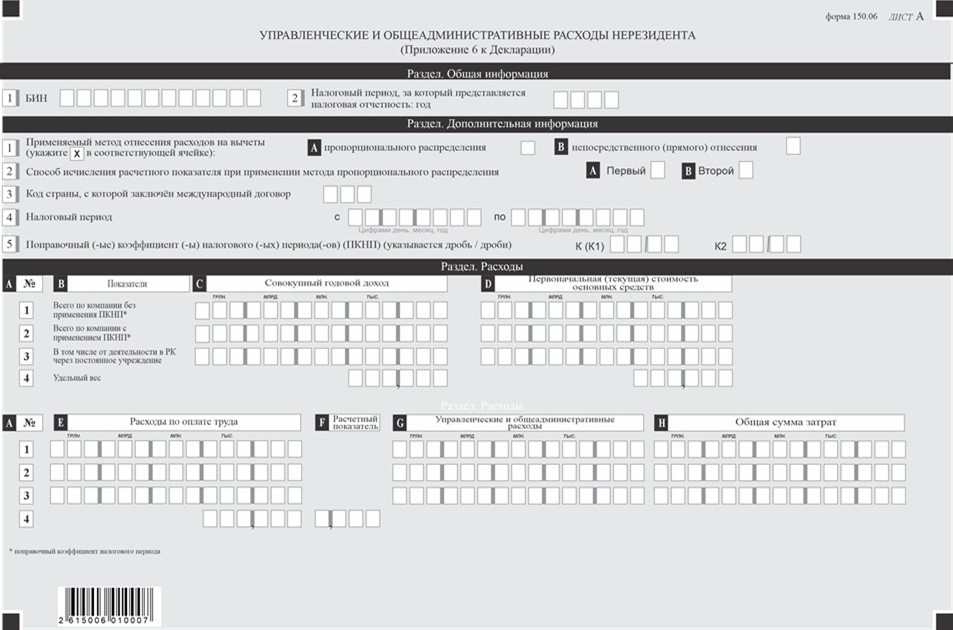 форма 150.06 ЛИСТ А
УПРАВЛЕНЧЕСКИЕ И ОБЩЕАДМИНИСТРАТИВНЫЕ РАСХОДЫ НЕРЕЗИДЕНТА
(Приложение 6 к Декларации)
Раздел. Общая информация
1 БИН 2 Налоговый период, за который представляется
налоговая отчетность: год
Раздел. Дополнительная информация
1 Применяемый метод отнесения расходов на вычеты
(укажите X в соответствующей ячейке): A пропорционального распределения B непосредственного (прямого) отнесения
2 Способ исчисления расчетного показателя при применении метода пропорционального распределения A Первый B Второй
3 Код страны, с которой заключён международный договор
4 Налоговый период с по
Цифрами день, месяц, год Цифрами день, месяц, год
5 Поправочный (-ые) коэффициент (-ы) налогового (-ых) периода(-ов) (ПКНП) (указывается дробь / дроби) К (К1) / К2 /
Раздел. Расходы
A № B Показатели C Совокупный годовой доход D Первоначальная (текущая) стоимость
основных средств
ТРЛН. МЛРД. МЛН. ТЫС. ТРЛН. МЛРД. МЛН. ТЫС.
1 Всего по компании без
применения ПКНП*
2 Всего по компании с
применением ПКНП*
3 В том числе от деятельности в РК
через постоянное учреждение
4 Удельный вес , ,
Раздел. Расходы
A № E Расходы по оплате труда F Расчетный
показатель G Управленческие и общеадминистративные
расходы H Общая сумма затрат
ТРЛН. МЛРД. МЛН. ТЫС. ТРЛН. МЛРД. МЛН. ТЫС. ТРЛН. МЛРД. МЛН. ТЫС.
1
2
3
4 , ,
* поправочный коэффициент налогового периода
2 615006 010007